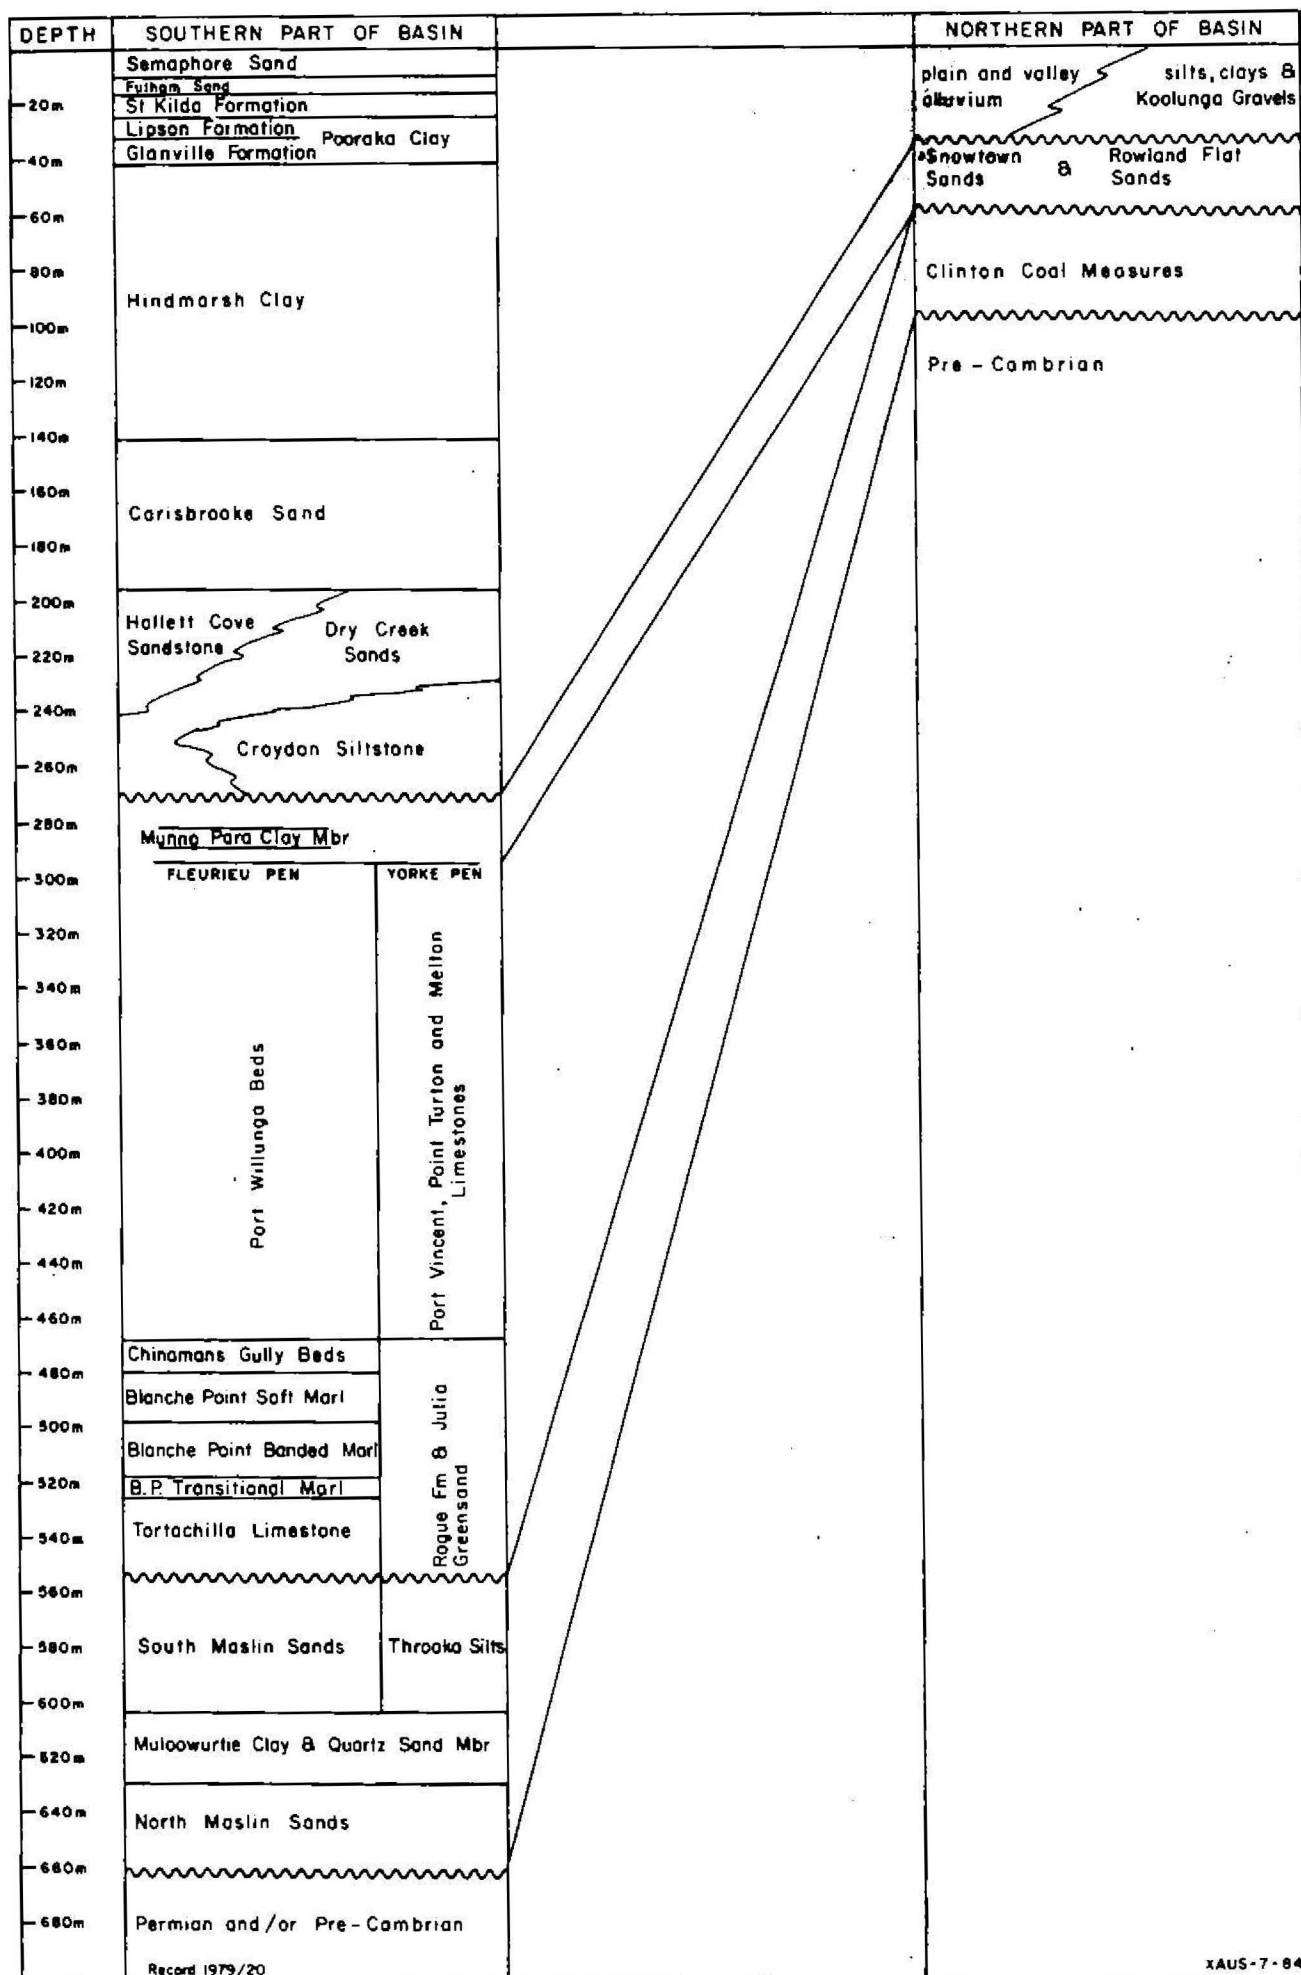 DEPTH
SOUTHERN PART OF BASIN
NORTHERN PART OF BASIN
Semaphore Sand
Fulham Sand
St Kilda Formation
Lipson Formation
Pooraka Clay
Glanville Formation
Hindmarsh Clay
Carisbrooke Sand
Hallett Cove
Sandstone
Dry Creek
Sands
Croydon Siltstone
Munno Para Clay Mbr
FLEURIEU PEN
YORKE PEN
Port Willunga Beds
Port Vincent, Point Turton and Melton
Limestones
Chinamans Gully Beds
Blanche Point Soft Marl
Blanche Point Banded Marl
B.P. Transitional Marl
Tortachilla Limestone
Rogue Fm & Julia
Greensand
South Maslin Sands
Throoka Silts
Muloowurtie Clay & Quartz Sand Mbr
North Maslin Sands
Permian and/or Pre-Cambrian
Record 1979/20
20m
40m
60m
80m
100m
120m
140m
160m
180m
200m
220m
240m
260m
280m
300m
320m
340m
360m
380m
400m
420m
440m
460m
480m
500m
520m
540m
560m
580m
600m
620m
640m
660m
680m
plain and valley
alluvium
silts, clays &
Koolunga Gravels
Snowtown
Sands
&
Rowland Flat
Sands
Clinton Coal Measures
Pre-Cambrian
XAUS-7-84